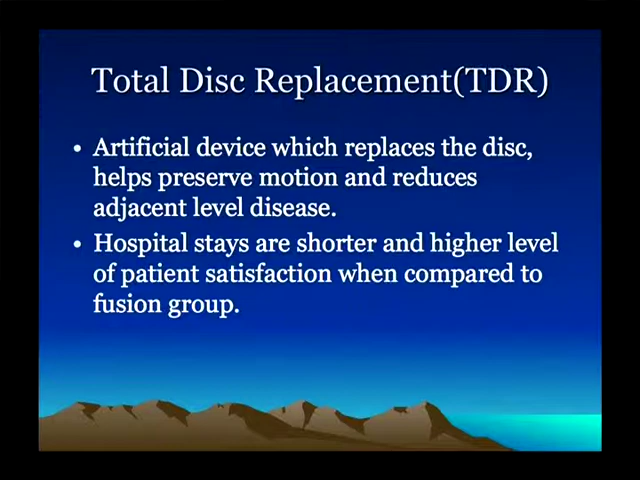 Total Disc Replacement(TDR)
• Artificial device which replaces the disc,
helps preserve motion and reduces
adjacent level disease.
• Hospital stays are shorter and higher level
of patient satisfaction when compared to
fusion group.